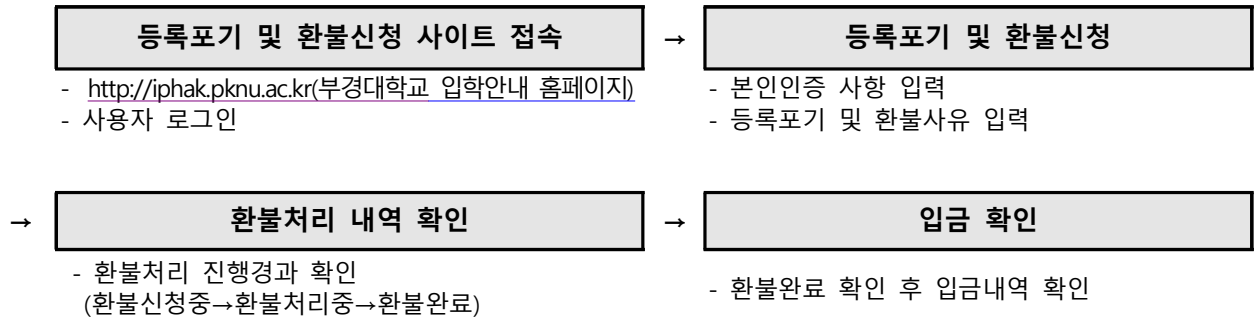 등록포기 및 환불신청 사이트 접속 → 등록포기 및 환불신청
- http://iphak.pknu.ac.kr(부경대학교 입학안내 홈페이지)
- 사용자 로그인
- 본인인증 사항 입력
- 등록포기 및 환불사유 입력
→ 환불처리 내역 확인 → 입금 확인
- 환불처리 진행경과 확인
(환불신청중→환불처리중→환불완료)
- 환불완료 확인 후 입금내역 확인